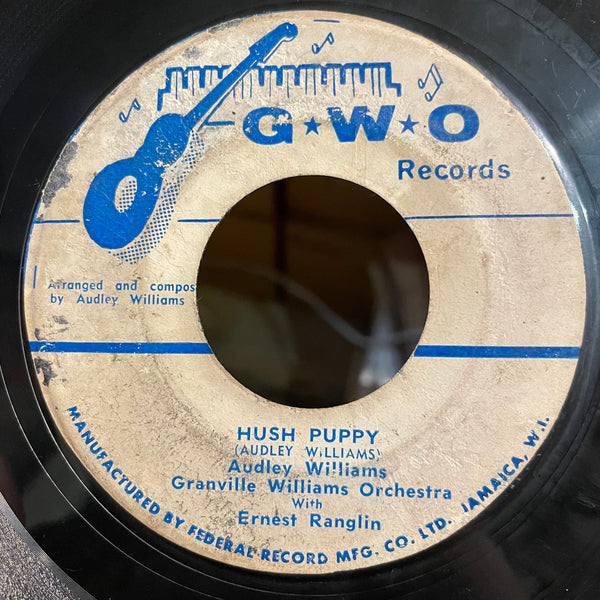 G★W★O
Records
Arranged and compos
by Audley Williams
HUSH PUPPY
(AUDLEY WILLIAMS)
Audley Williams
Granville Williams Orchestra
With
Ernest Ranglin
MANUFACTURED BY FEDERAL RECORD MFG. CO. LTD. JAMAICA, W.I.